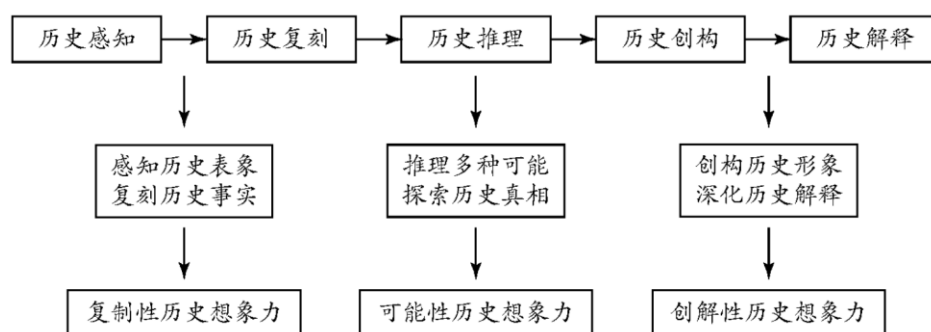 历史感知
历史复刻
历史推理
历史创构
历史解释
感知历史表象
复刻历史事实
推理多种可能
探索历史真相
创构历史形象
深化历史解释
复制性历史想象力
可能性历史想象力
创解性历史想象力